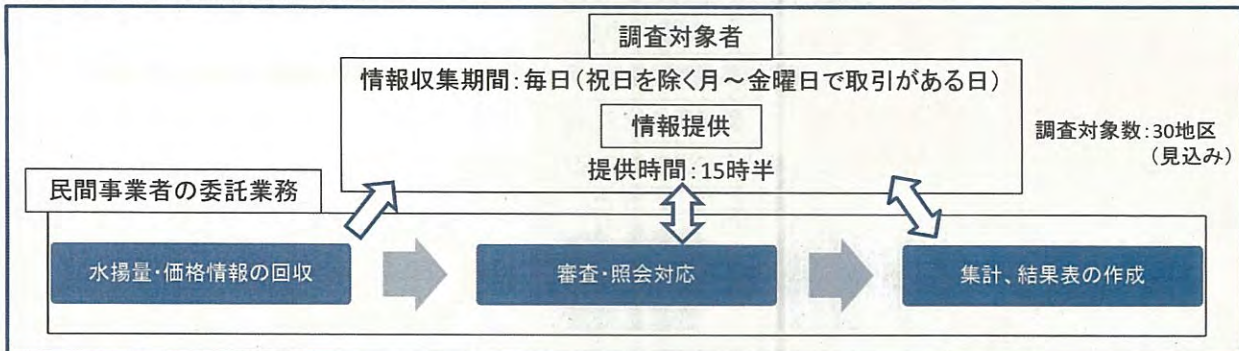 調査対象者
情報収集期間:毎日(祝日を除く月～金曜日で取引がある日)
情報提供
提供時間:15時半
調査対象数:30地区
(見込み)
民間事業者の委託業務
水揚量・価格情報の回収
審査・照会対応
集計、結果表の作成